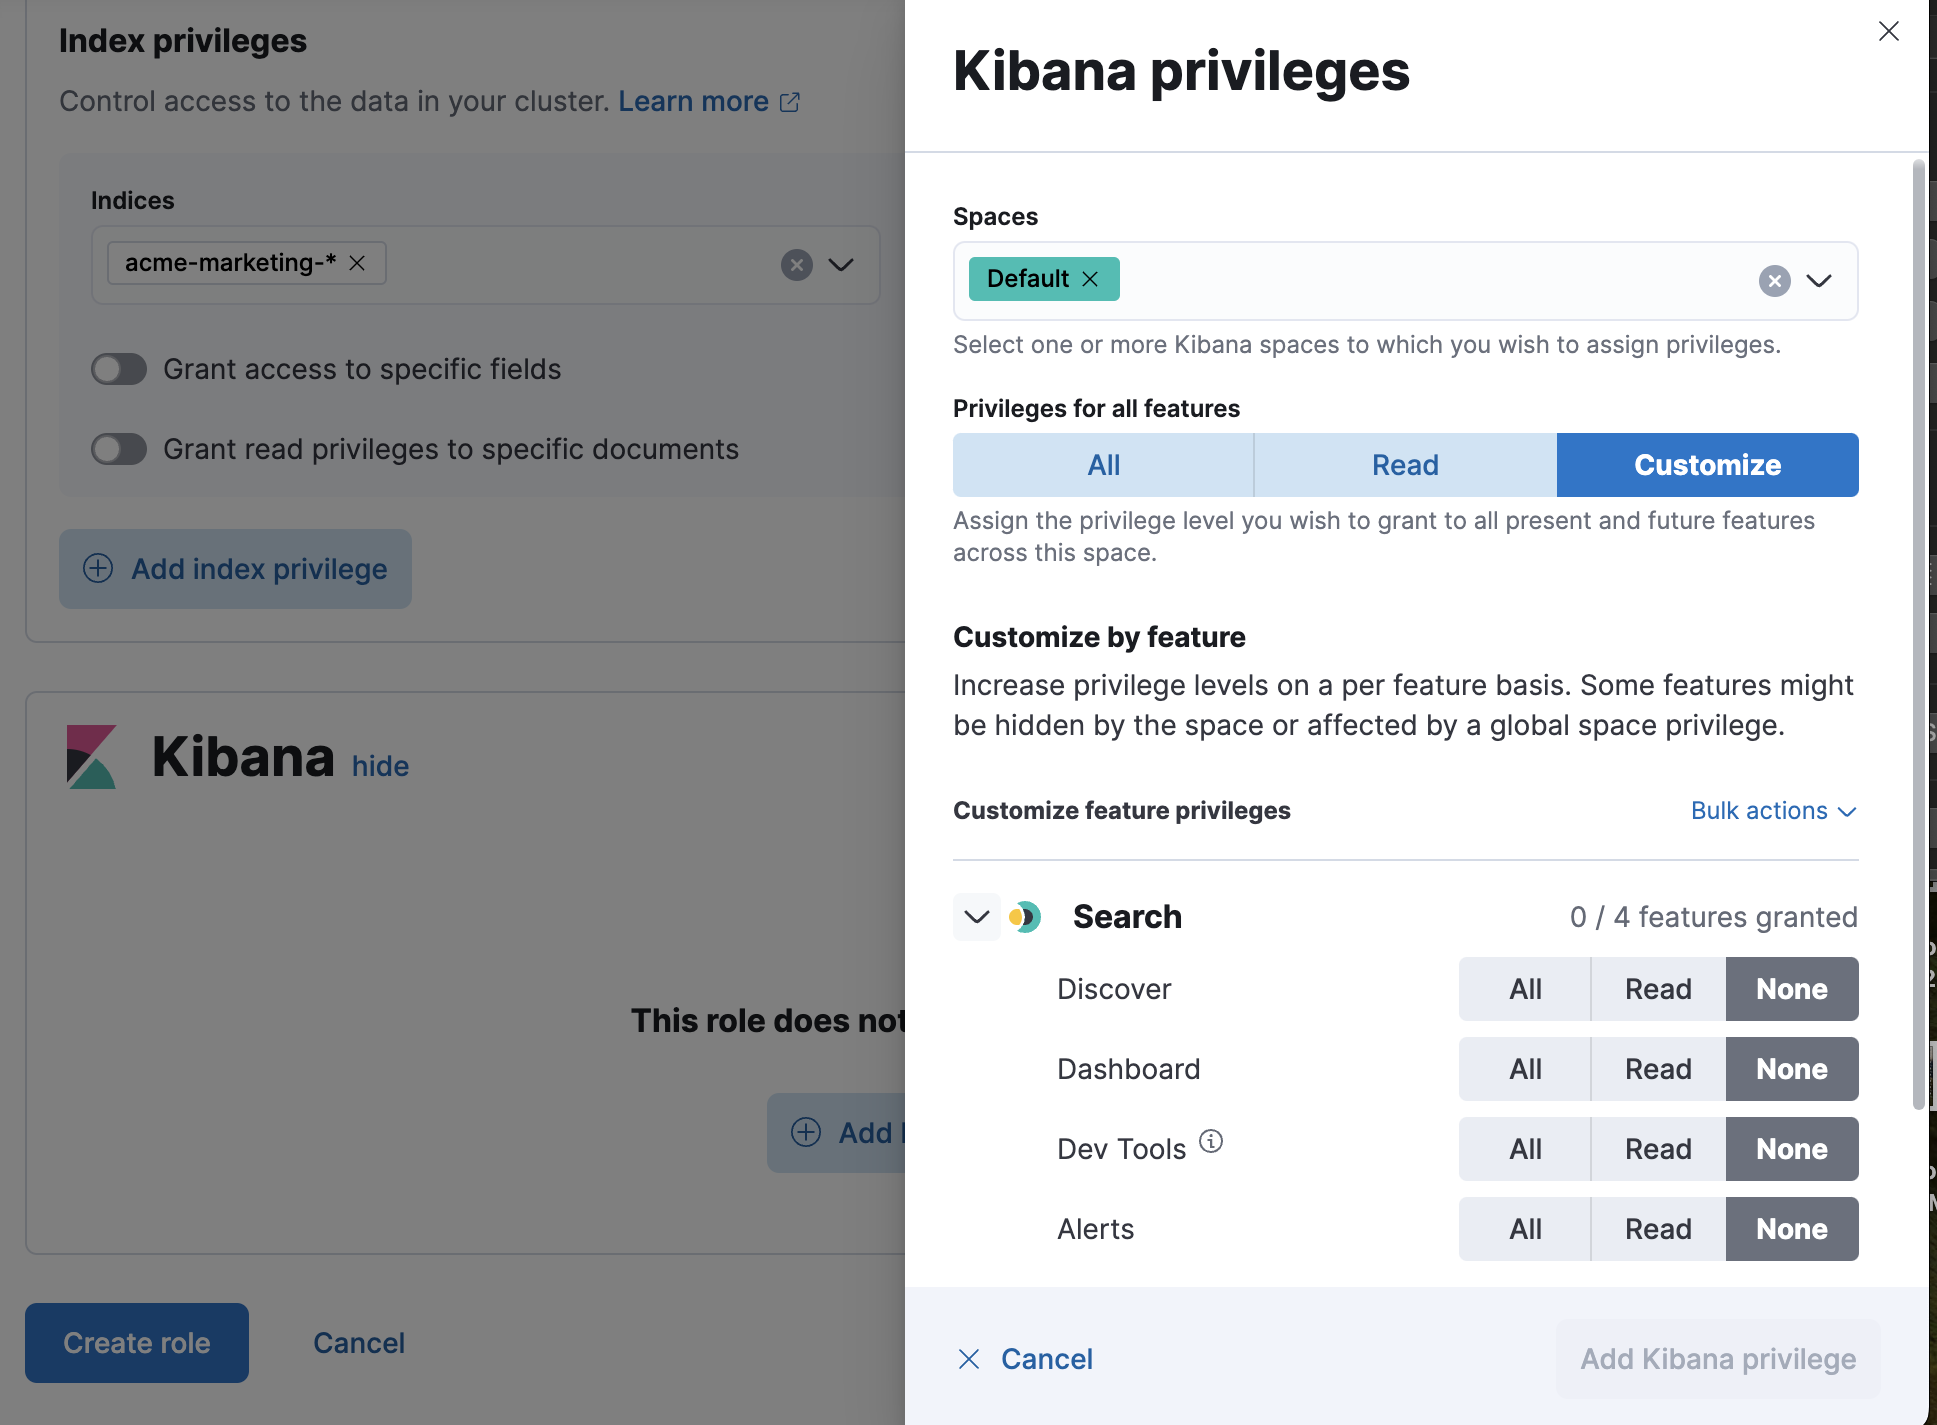 Index privileges
Control access to the data in your cluster. Learn more
Indices
acme-marketing-*
Grant access to specific fields
Grant read privileges to specific documents
Add index privilege
Kibana hide
This role does not
Add
Create role
Cancel
Kibana privileges
Spaces
Default
Select one or more Kibana spaces to which you wish to assign privileges.
Privileges for all features
All Read Customize
Assign the privilege level you wish to grant to all present and future features
across this space.
Customize by feature
Increase privilege levels on a per feature basis. Some features might
be hidden by the space or affected by a global space privilege.
Customize feature privileges Bulk actions
Search 0 / 4 features granted
Discover All Read None
Dashboard All Read None
Dev Tools All Read None
Alerts All Read None
Cancel Add Kibana privilege